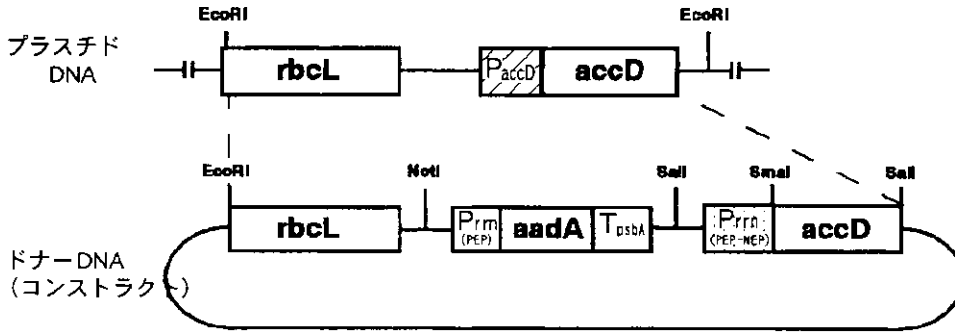 EcoRI EcoRI
プラスチド
DNA
rbcL PaccD accD
EcoRI NotI SalI SmaI SalI
rbcL Prrn (PEP) aadA TpsbA Prrn (PEP-NEP) accD
ドナーDNA
(コンストラクト)